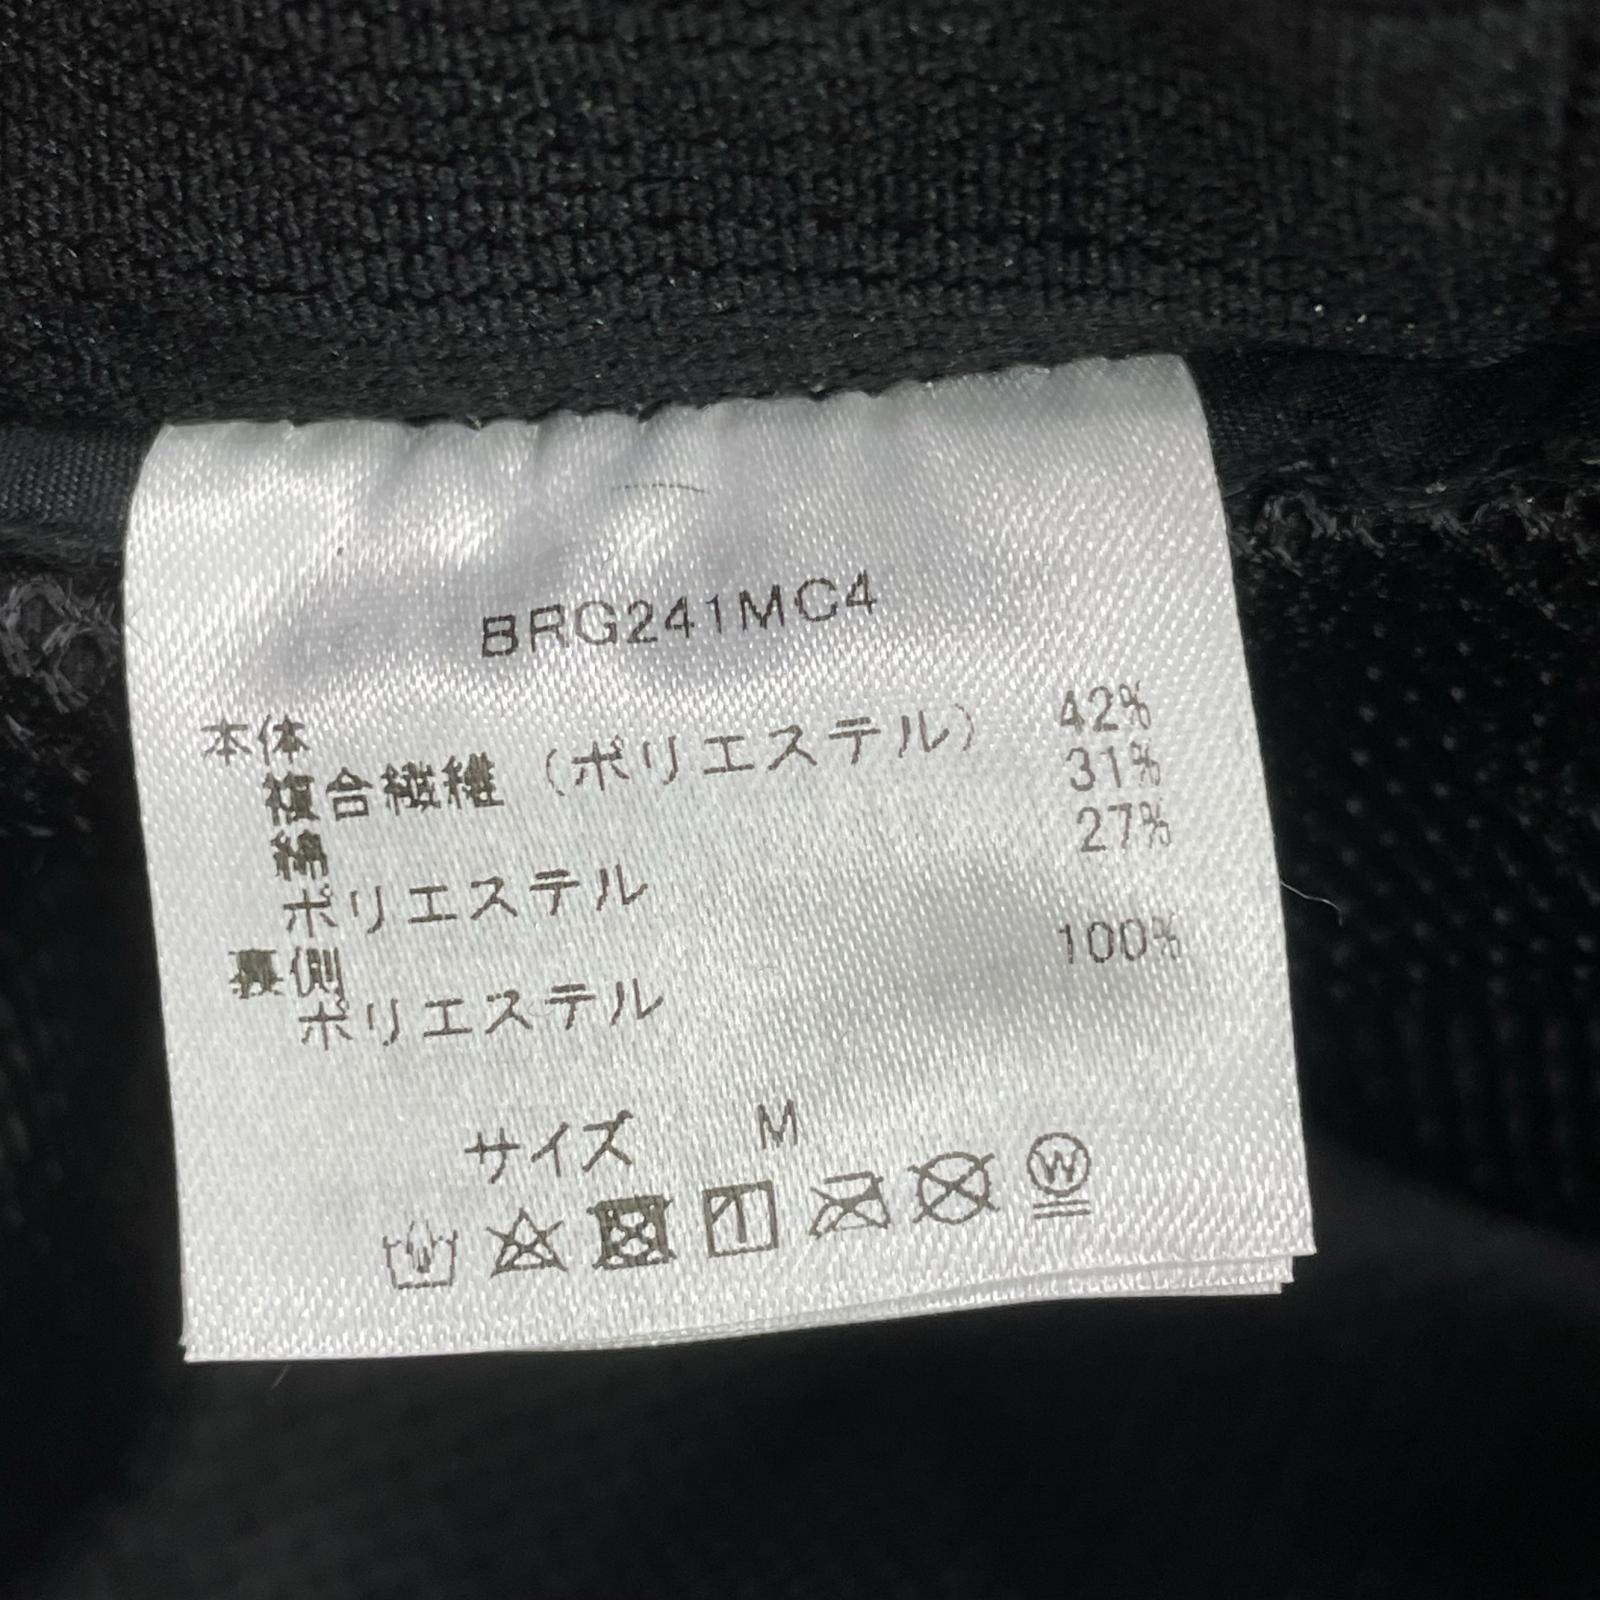 BRG241MC4
本体
複合繊維（ポリエステル） 42%
綿 31%
ポリエステル 27%
裏側
ポリエステル 100%
サイズ M
W